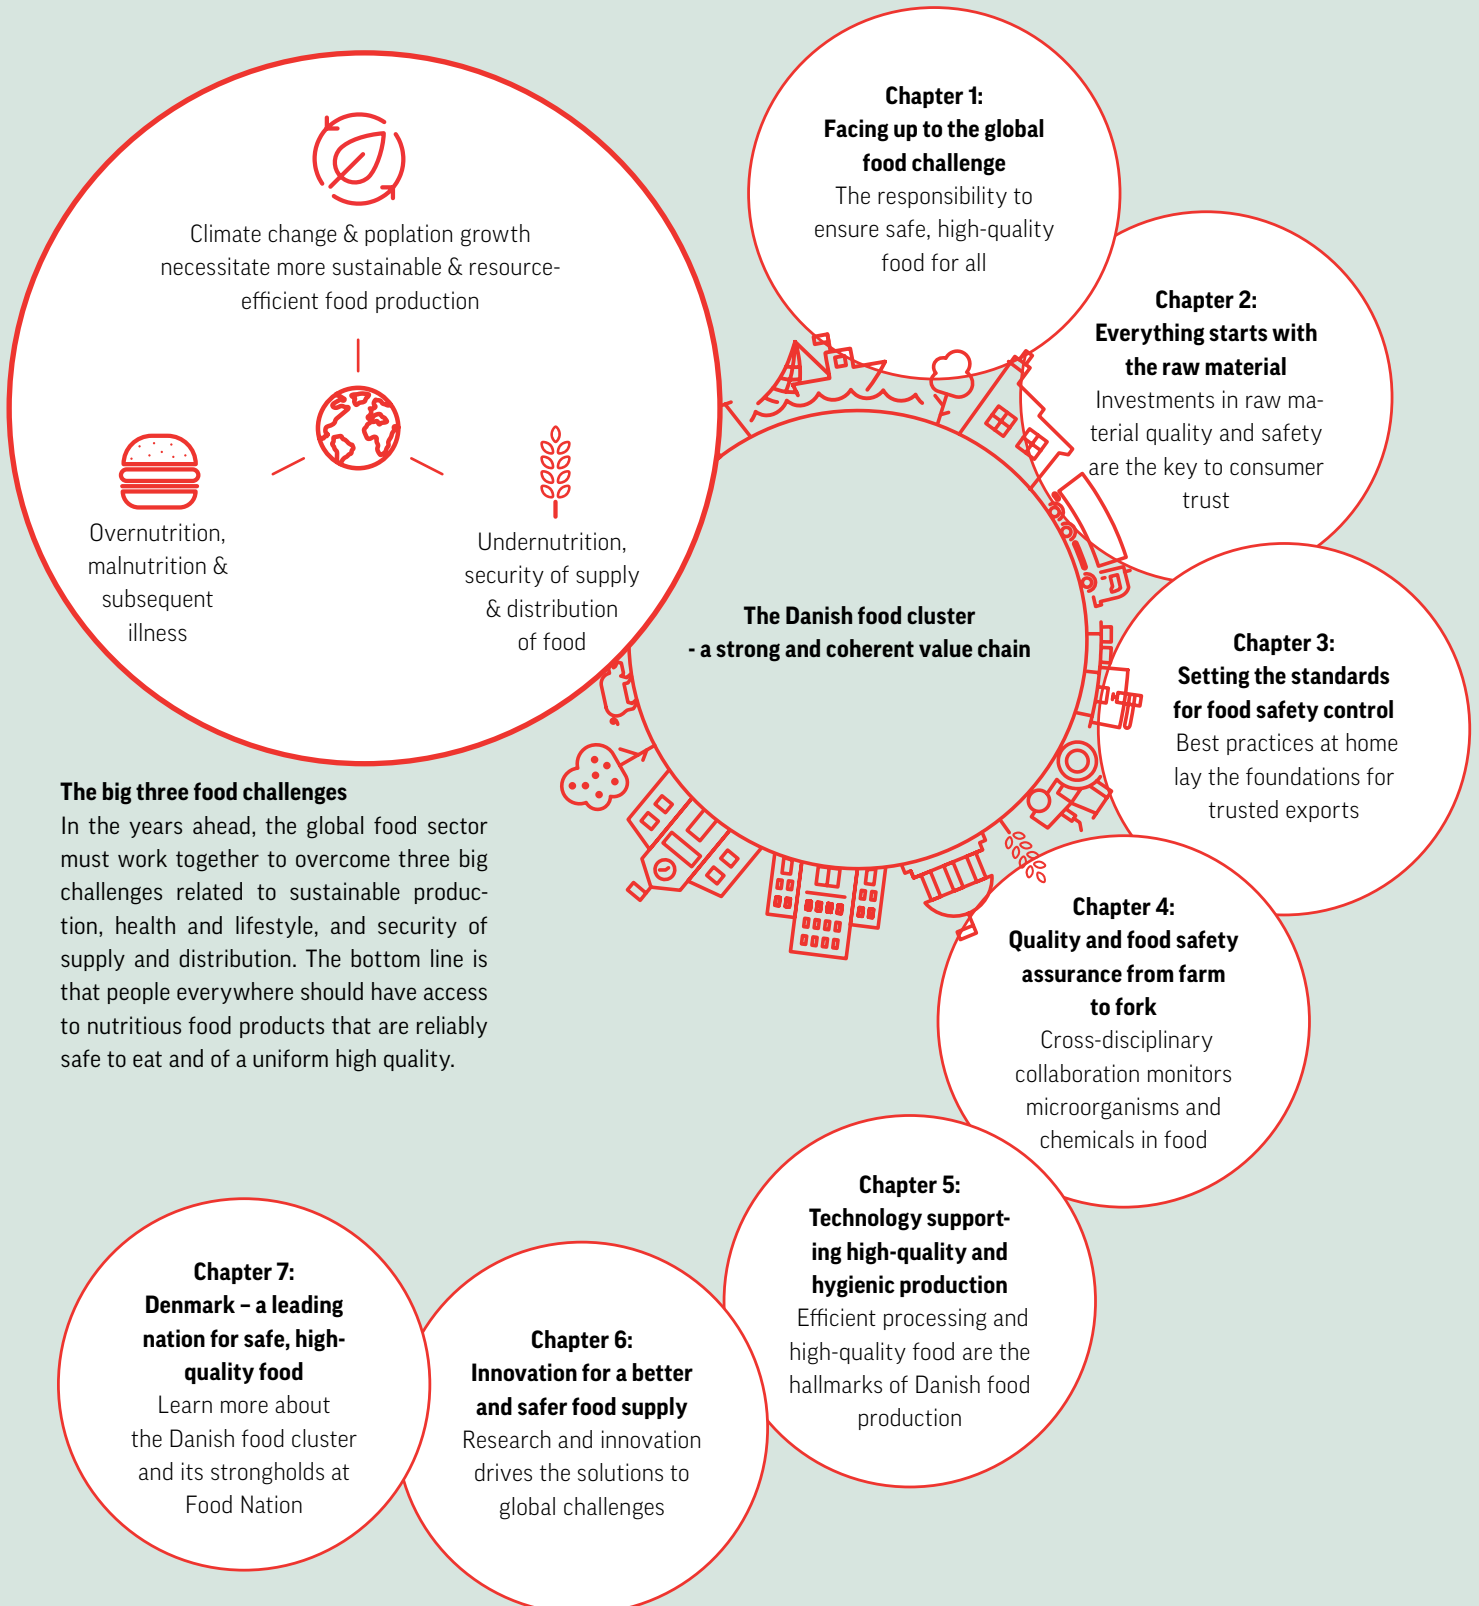 Climate change & poplation growth
necessitate more sustainable & resource-
efficient food production
Overnutrition,
malnutrition &
subsequent
illness
Undernutrition,
security of supply
& distribution
of food
The big three food challenges
In the years ahead, the global food sector
must work together to overcome three big
challenges related to sustainable produc-
tion, health and lifestyle, and security of
supply and distribution. The bottom line is
that people everywhere should have access
to nutritious food products that are reliably
safe to eat and of a uniform high quality.
The Danish food cluster
- a strong and coherent value chain
Chapter 1:
Facing up to the global
food challenge
The responsibility to
ensure safe, high-quality
food for all
Chapter 2:
Everything starts with
the raw material
Investments in raw ma-
terial quality and safety
are the key to consumer
trust
Chapter 3:
Setting the standards
for food safety control
Best practices at home
lay the foundations for
trusted exports
Chapter 4:
Quality and food safety
assurance from farm
to fork
Cross-disciplinary
collaboration monitors
microorganisms and
chemicals in food
Chapter 5:
Technology support-
ing high-quality and
hygienic production
Efficient processing and
high-quality food are the
hallmarks of Danish food
production
Chapter 6:
Innovation for a better
and safer food supply
Research and innovation
drives the solutions to
global challenges
Chapter 7:
Denmark – a leading
nation for safe, high-
quality food
Learn more about
the Danish food cluster
and its strongholds at
Food Nation